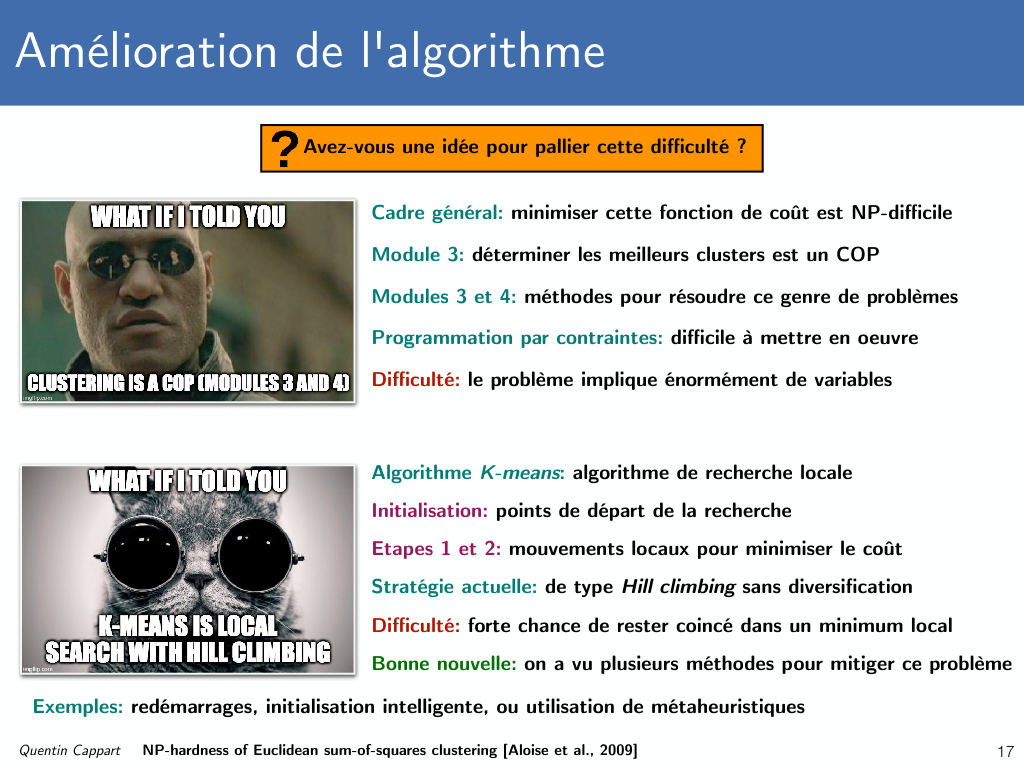 Amélioration de l'algorithme
? Avez-vous une idée pour pallier cette difficulté ?
WHAT IF I TOLD YOU
CLUSTERING IS A COP (MODULES 3 AND 4)
imgflip.com
Cadre général: minimiser cette fonction de coût est NP-difficile
Module 3: déterminer les meilleurs clusters est un COP
Modules 3 et 4: méthodes pour résoudre ce genre de problèmes
Programmation par contraintes: difficile à mettre en oeuvre
Difficulté: le problème implique énormément de variables
WHAT IF I TOLD YOU
K-MEANS IS LOCAL
SEARCH WITH HILL CLIMBING
imgflip.com
Algorithme K-means: algorithme de recherche locale
Initialisation: points de départ de la recherche
Etapes 1 et 2: mouvements locaux pour minimiser le coût
Stratégie actuelle: de type Hill climbing sans diversification
Difficulté: forte chance de rester coincé dans un minimum local
Bonne nouvelle: on a vu plusieurs méthodes pour mitiger ce problème
Exemples: redémarrages, initialisation intelligente, ou utilisation de métaheuristiques
Quentin Cappart NP-hardness of Euclidean sum-of-squares clustering [Aloise et al., 2009]
17